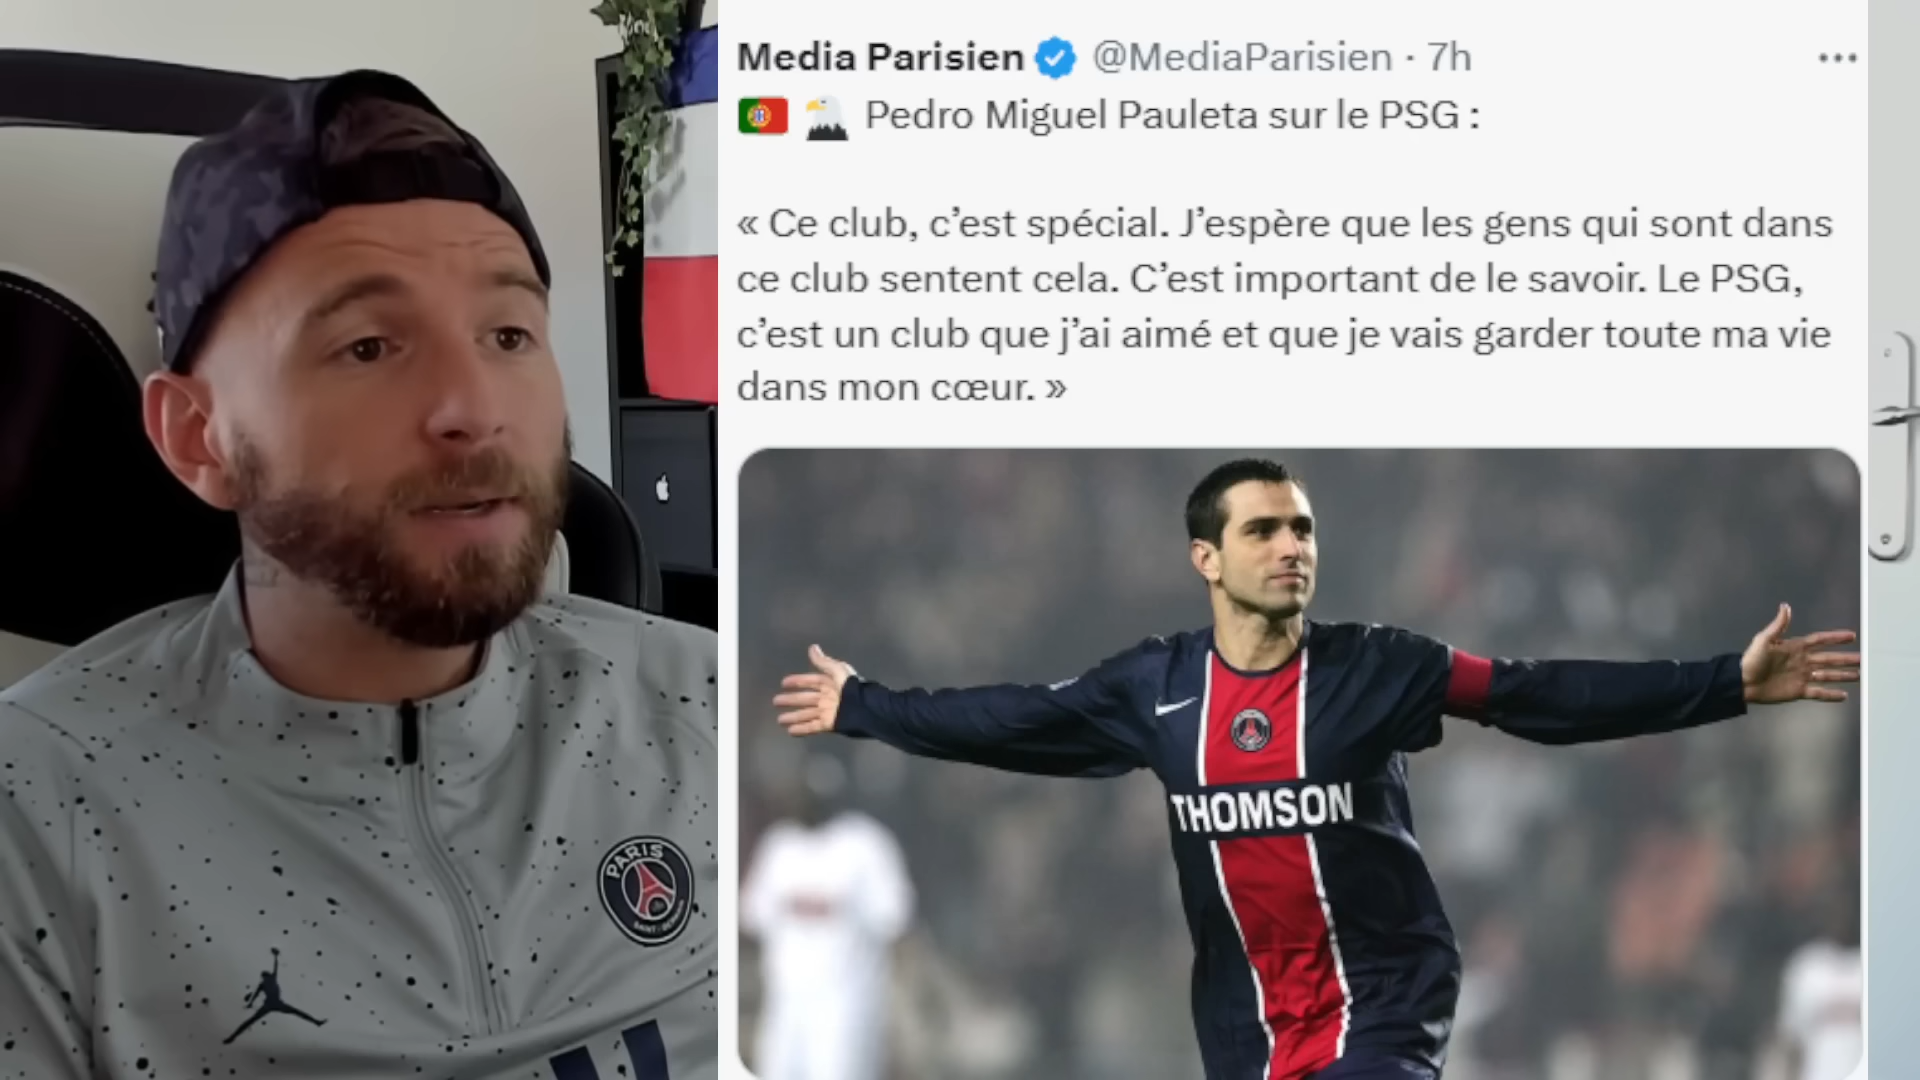 Media Parisien @MediaParisien · 7h
Pedro Miguel Pauleta sur le PSG :
« Ce club, c’est spécial. J’espère que les gens qui sont dans
ce club sentent cela. C’est important de le savoir. Le PSG,
c’est un club que j’ai aimé et que je vais garder toute ma vie
dans mon cœur. »
THOMSON
PARIS
SAINT-GERMAIN